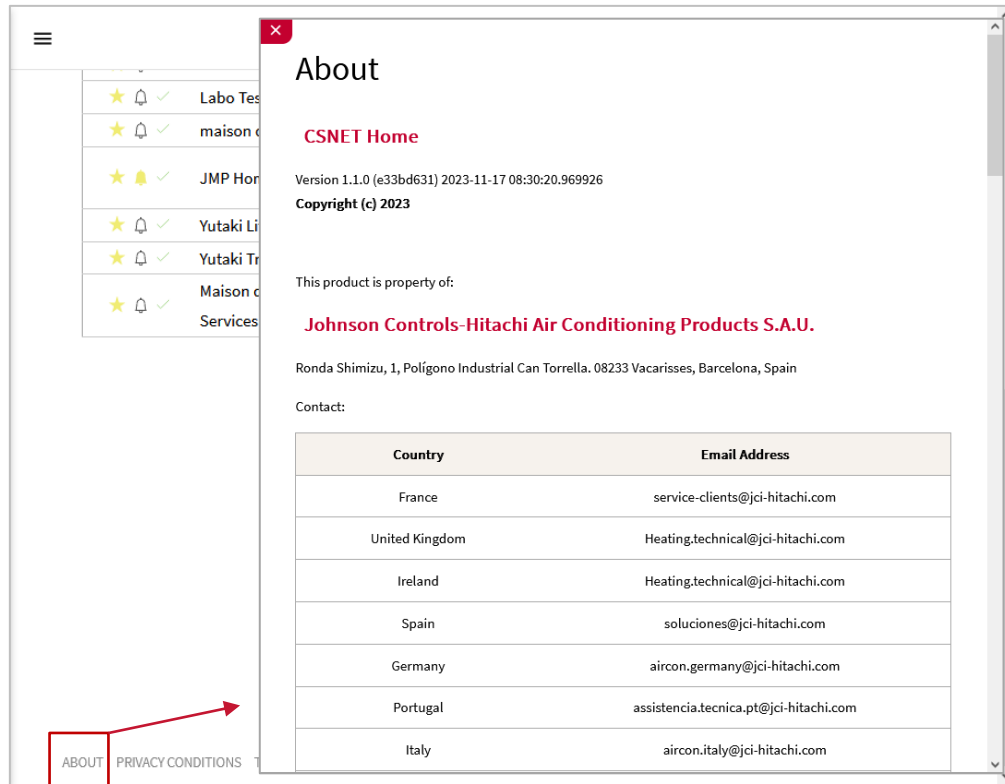 About
CSNET Home
Version 1.1.0 (e33bd631) 2023-11-17 08:30:20.969926
Copyright (c) 2023
This product is property of:
Johnson Controls-Hitachi Air Conditioning Products S.A.U.
Ronda Shimizu, 1, Polígono Industrial Can Torrella. 08233 Vacarisses, Barcelona, Spain
Contact:
Country Email Address
France service-clients@jci-hitachi.com
United Kingdom Heating.technical@jci-hitachi.com
Ireland Heating.technical@jci-hitachi.com
Spain soluciones@jci-hitachi.com
Germany aircon.germany@jci-hitachi.com
Portugal assistencia.tecnica.pt@jci-hitachi.com
Italy aircon.italy@jci-hitachi.com
Labo Tes
maison
JMP Hom
Yutaki Li
Yutaki Tr
Maison
Services
ABOUT PRIVACY CONDITIONS